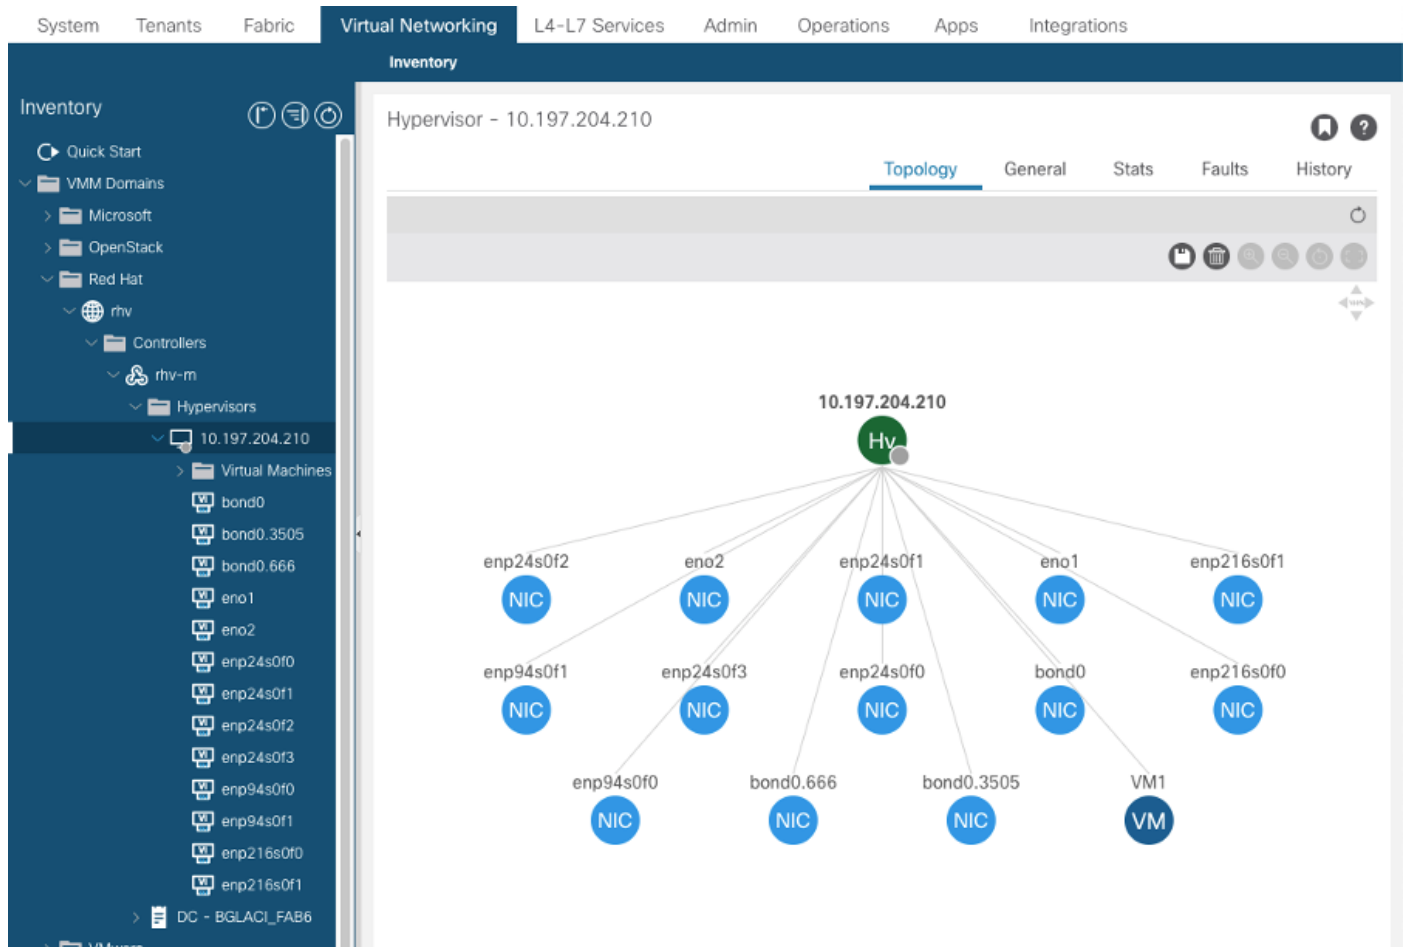 System Tenants Fabric Virtual Networking L4-L7 Services Admin Operations Apps Integrations
Inventory
Inventory
Quick Start
VMM Domains
Microsoft
OpenStack
Red Hat
rhv
Controllers
rhv-m
Hypervisors
10.197.204.210
Virtual Machines
bond0
bond0.3505
bond0.666
eno1
eno2
enp24s0f0
enp24s0f1
enp24s0f2
enp24s0f3
enp94s0f0
enp94s0f1
enp216s0f0
enp216s0f1
DC - BGLACI_FAB6
Hypervisor - 10.197.204.210
Topology General Stats Faults History
10.197.204.210
Hv
enp24s0f2 eno2 enp24s0f1 eno1 enp216s0f1
NIC NIC NIC NIC NIC
enp94s0f1 enp24s0f3 enp24s0f0 bond0 enp216s0f0
NIC NIC NIC NIC NIC
enp94s0f0 bond0.666 bond0.3505 VM1
NIC NIC NIC VM